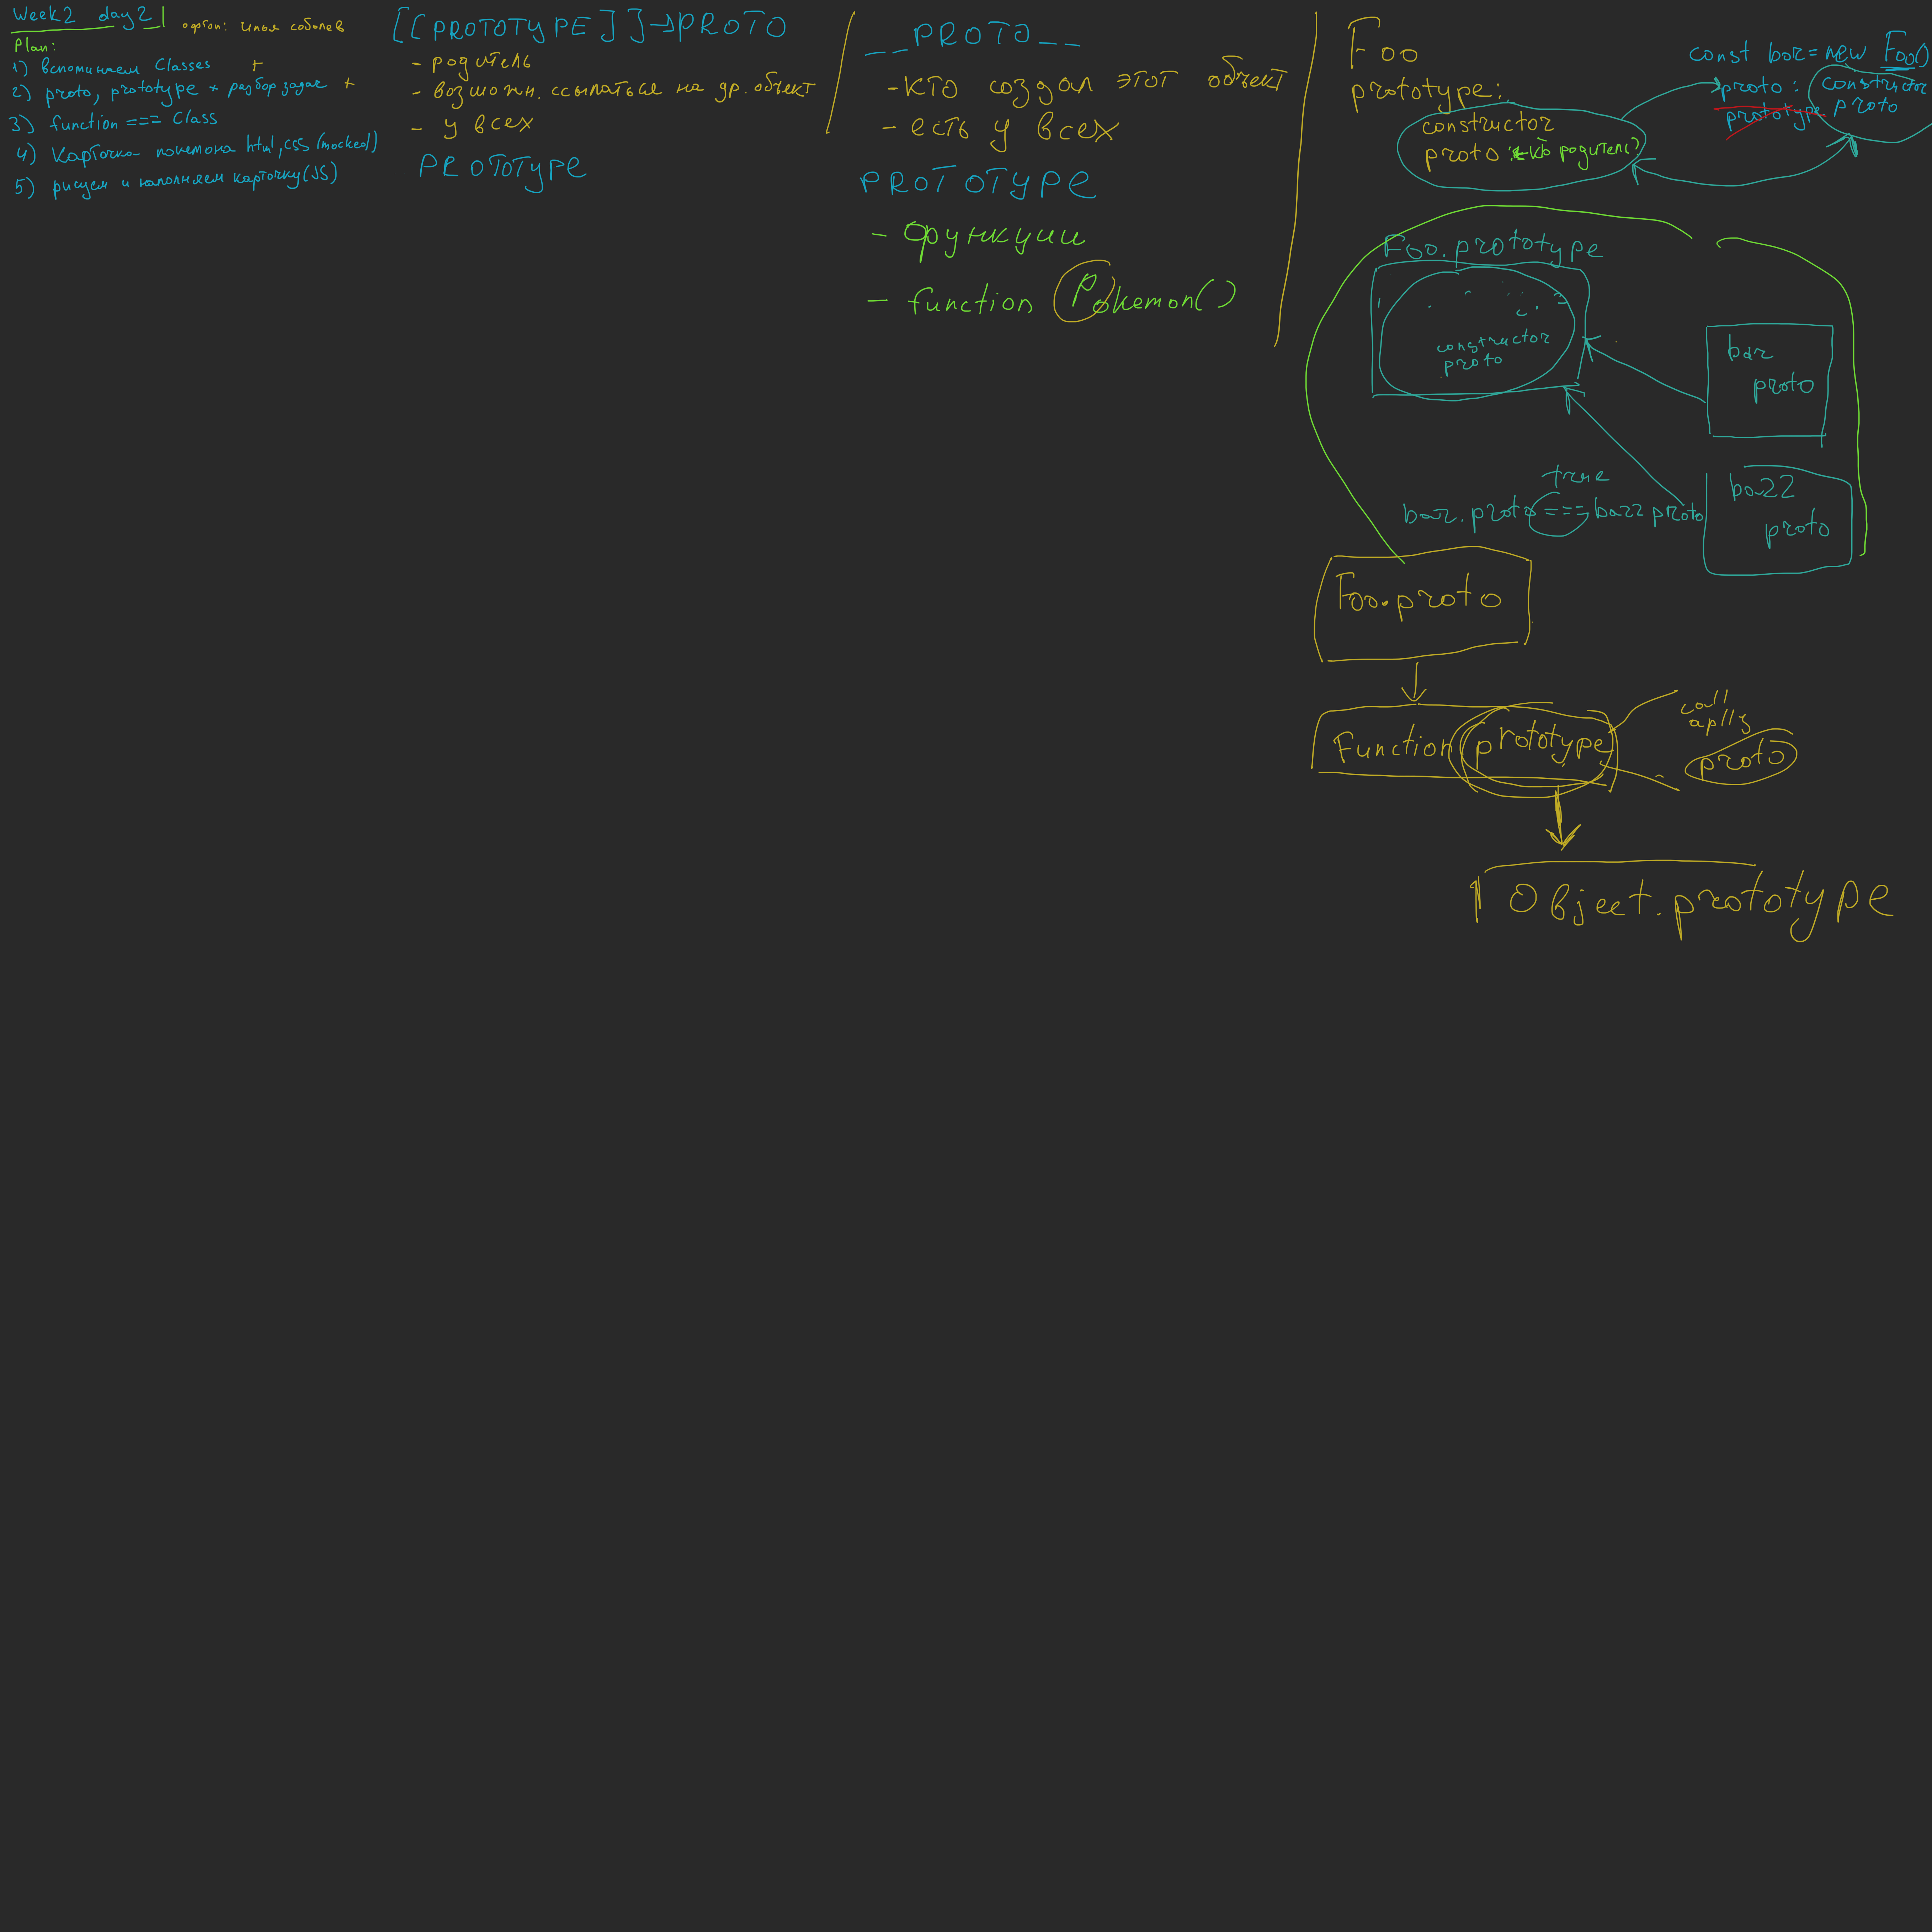 Week2 day2
офтоп: Илья соболев
Plan:
1) вспоминаем Classes +
2) proto, prototype + разбор задач +
3) function === Class
4) Карточка покемона html, css (mocked)
5) рисуем и наполняем карточку (JS)
[[PROTOTYPE]]→PROTO
- родитель
- возможн. ссылаться на др. объект
- у всех
PROTOTYPE
__PROTO__
- кто создал этот объект
- есть у всех
PROTOTYPE
- функции
- function Pokemon()
Foo
prototype:
constructor
proto: ←кто родитель?
const bar = new Foo()
proto: constructor
prototype proto
Foo.prototype
constructor
proto
bar
proto
bazz
proto
true
bar.proto === bazz proto
Foo.proto
Function prototype
call
aplly
proto
Object.prototype